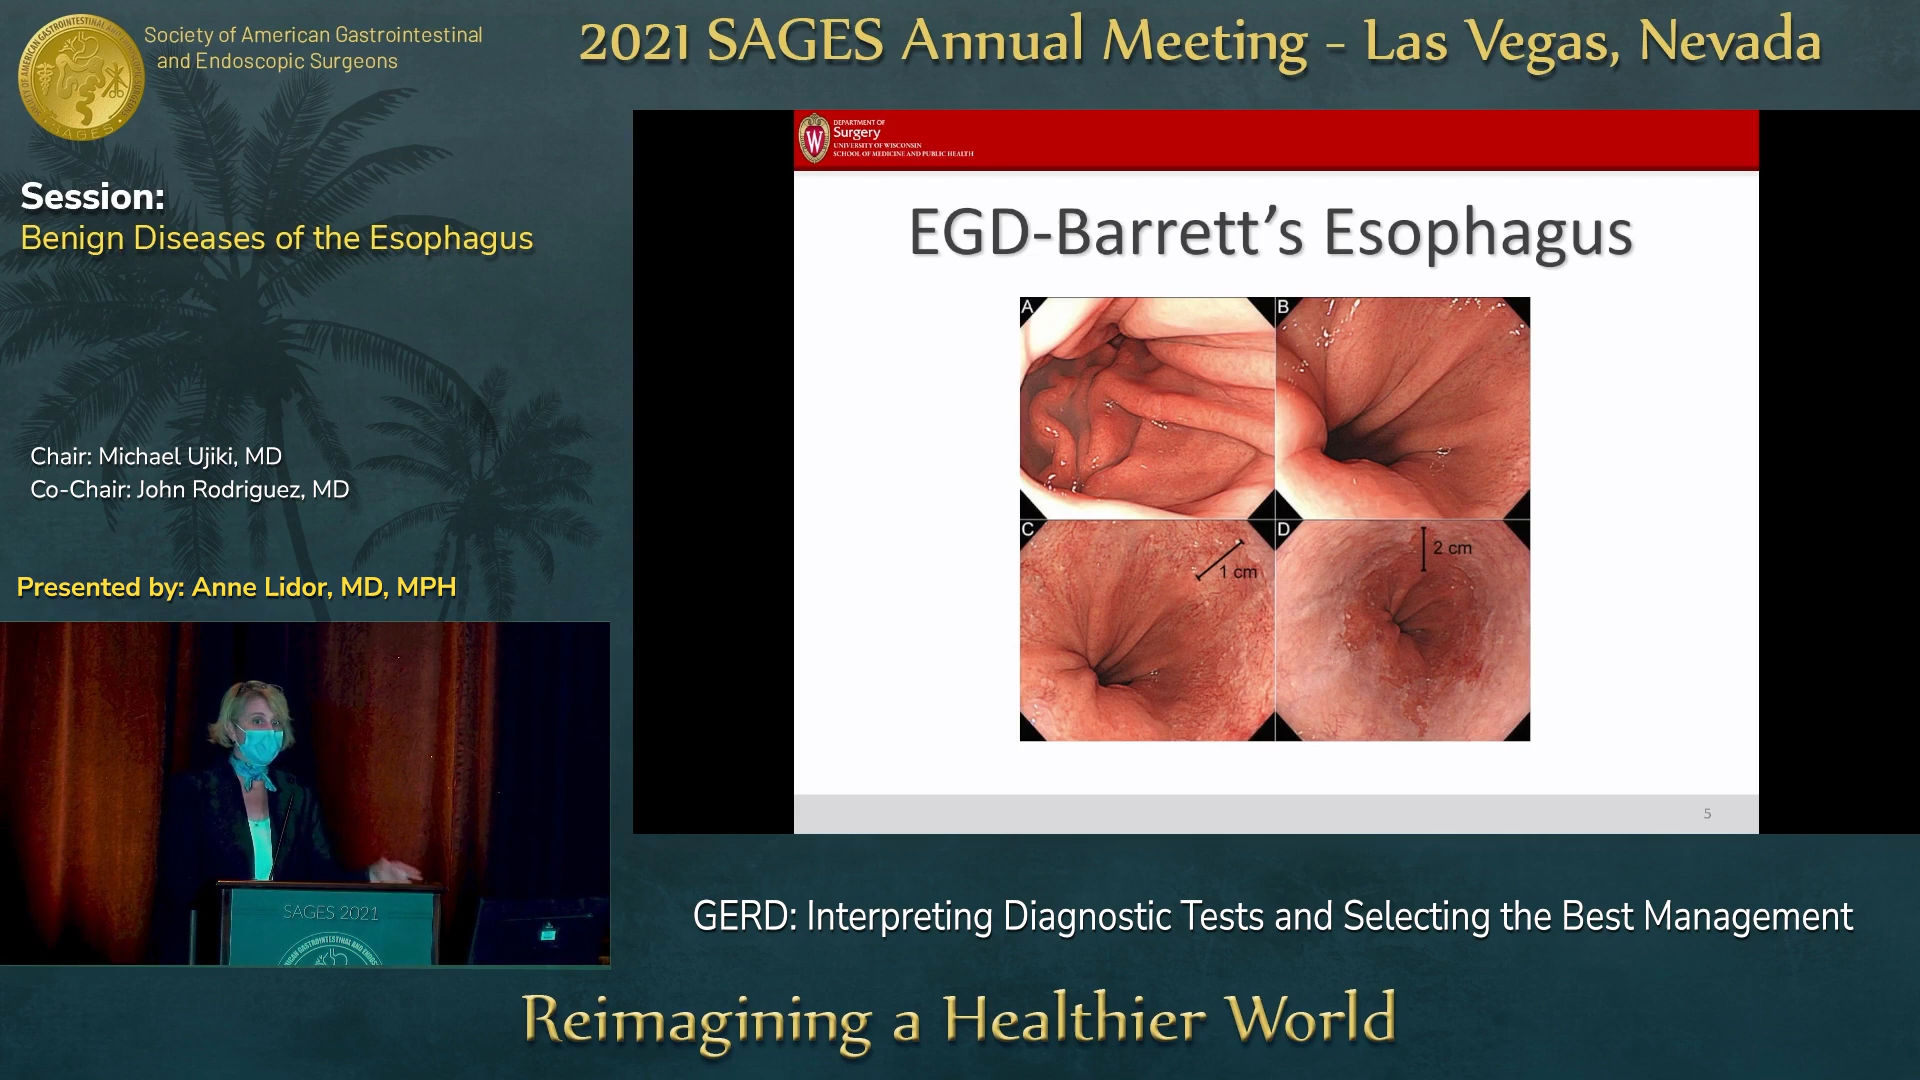 Society of American Gastrointestinal
and Endoscopic Surgeons
SAGES
2021 SAGES Annual Meeting - Las Vegas, Nevada
Session:
Benign Diseases of the Esophagus
Chair: Michael Ujiki, MD
Co-Chair: John Rodriguez, MD
Presented by: Anne Lidor, MD, MPH
SAGES 2021
W
DEPARTMENT OF
Surgery
UNIVERSITY OF WISCONSIN
SCHOOL OF MEDICINE AND PUBLIC HEALTH
EGD-Barrett’s Esophagus
A
B
C
1 cm
D
2 cm
5
GERD: Interpreting Diagnostic Tests and Selecting the Best Management
Reimagining a Healthier World